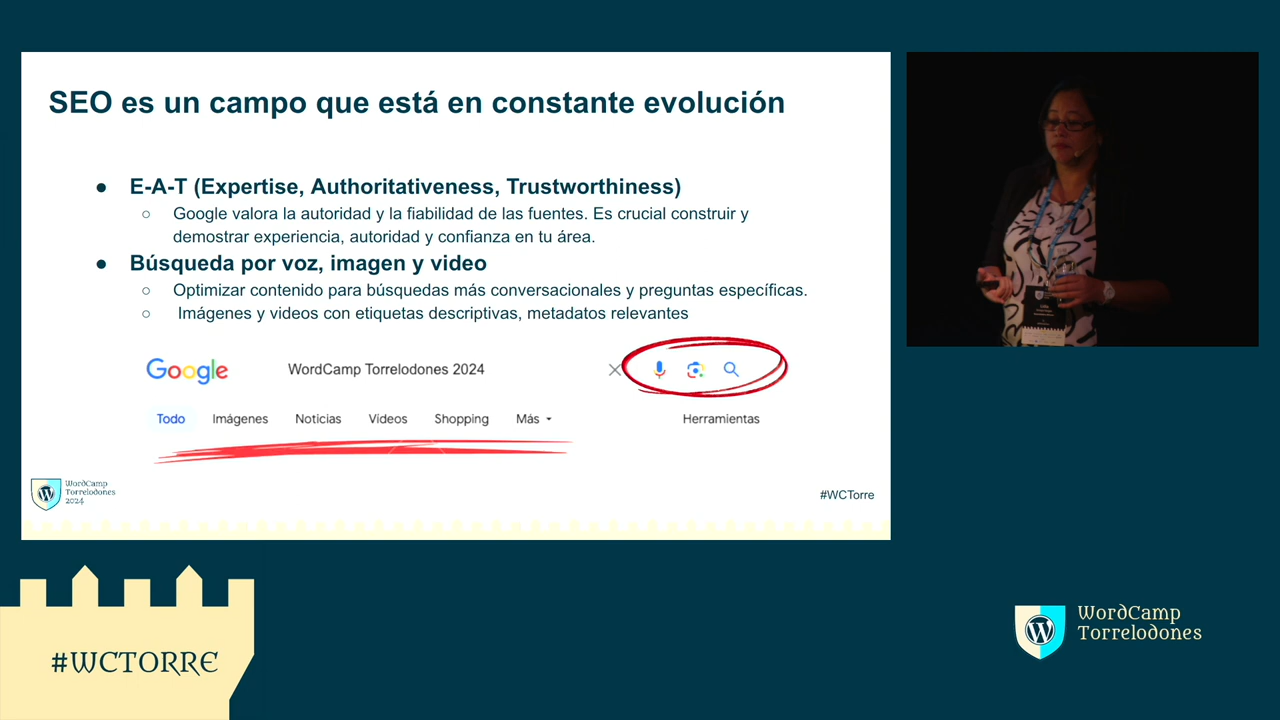 SEO es un campo que está en constante evolución
● E-A-T (Expertise, Authoritativeness, Trustworthiness)
○ Google valora la autoridad y la fiabilidad de las fuentes. Es crucial construir y
demostrar experiencia, autoridad y confianza en tu área.
● Búsqueda por voz, imagen y video
○ Optimizar contenido para búsquedas más conversacionales y preguntas específicas.
○ Imágenes y videos con etiquetas descriptivas, metadatos relevantes
Google WordCamp Torrelodones 2024
Todo Imágenes Noticias Vídeos Shopping Más Herramientas
WordCamp
Torrelodones
2024
#WCTorre
#WCTORRE
WordCamp
Torrelodones